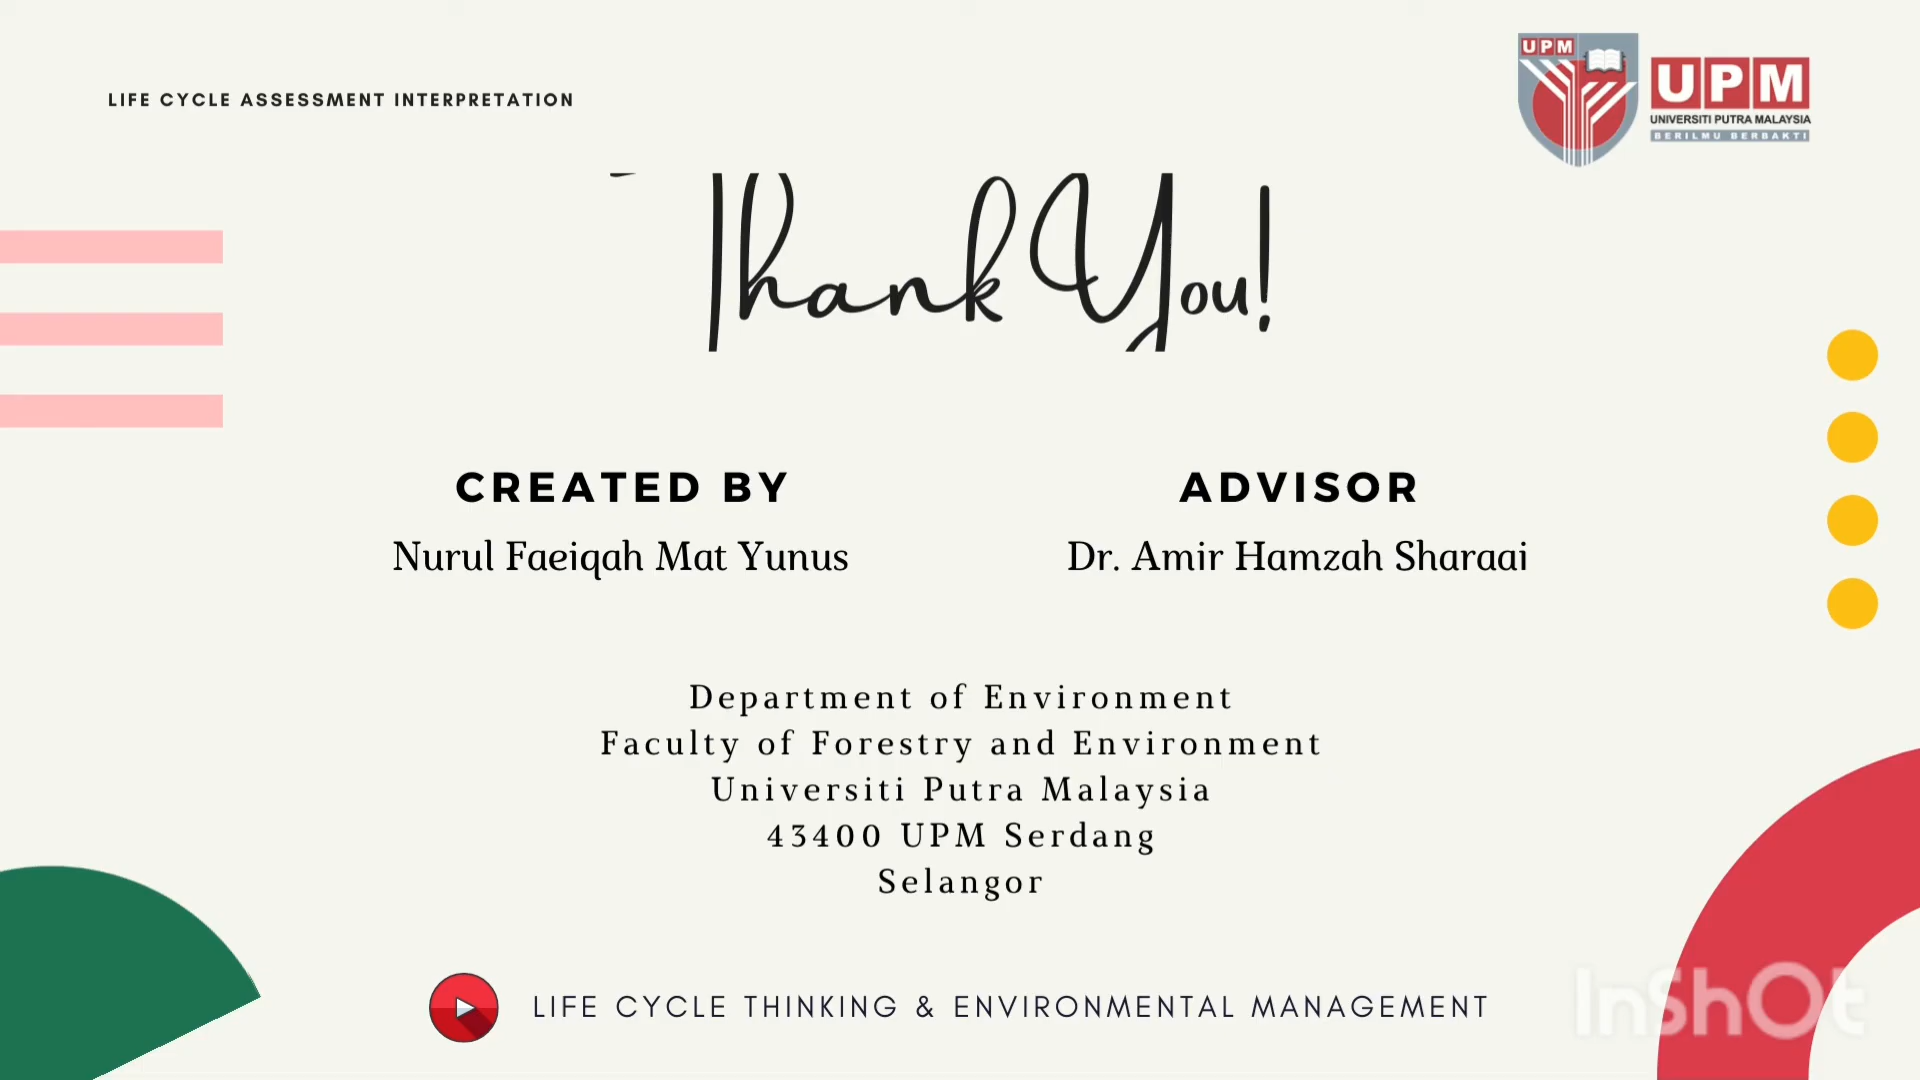 UPM
LIFE CYCLE ASSESSMENT INTERPRETATION
UPM
UNIVERSITI PUTRA MALAYSIA
BERILMU BERBAKTI
Thank You!
CREATED BY
Nurul Faeiqah Mat Yunus
ADVISOR
Dr. Amir Hamzah Sharaai
Department of Environment
Faculty of Forestry and Environment
Universiti Putra Malaysia
43400 UPM Serdang
Selangor
LIFE CYCLE THINKING & ENVIRONMENTAL MANAGEMENT
InShOt